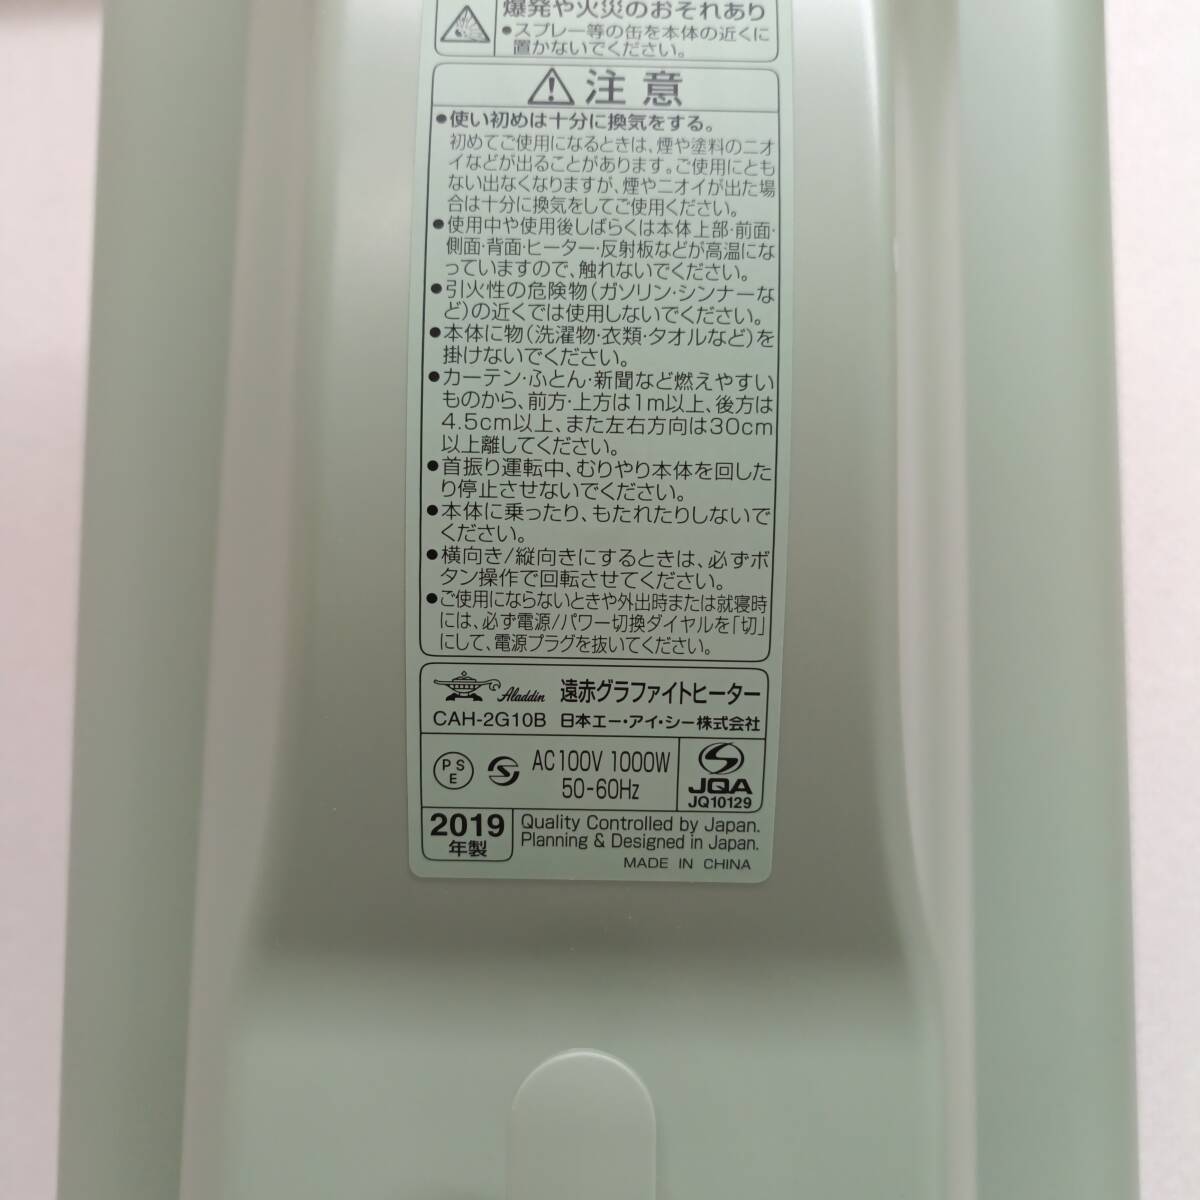 爆発や火災のおそれあり
●スプレー等の缶を本体の近くに
置かないでください。
注意
●使い初めは十分に換気をする。
初めてご使用になるときは、煙や塗料のニオ
イなどが出ることがあります。ご使用にとも
ない出なくなりますが、煙やニオイが出た場
合は十分に換気をしてご使用ください。
●使用中や使用後しばらくは本体上部・前面・
側面・背面・ヒーター・反射板などが高温にな
っていますので、触れないでください。
●引火性の危険物(ガソリン・シンナーな
ど)の近くでは使用しないでください。
●本体に物(洗濯物・衣類・タオルなど)を
掛けないでください。
●カーテン・ふとん・新聞など燃えやすい
ものから、前方・上方は1m以上、後方は
4.5cm以上、また左右方向は30cm
以上離してください。
●首振り運転中、むりやり本体を回した
り停止させないでください。
●本体に乗ったり、もたれたりしないで
ください。
●横向き/縦向きにするときは、必ずボ
タン操作で回転させてください。
●ご使用にならないときや外出時または就寝時
には、必ず電源/パワー切換ダイヤルを「切」
にして、電源プラグを抜いてください。
Aladdin 遠赤グラファイトヒーター
CAH-2G10B 日本エー・アイ・シー株式会社
PS
E
AC100V 1000W
50-60Hz
JQA
JQ10129
2019
年製
Quality Controlled by Japan.
Planning & Designed in Japan.
MADE IN CHINA